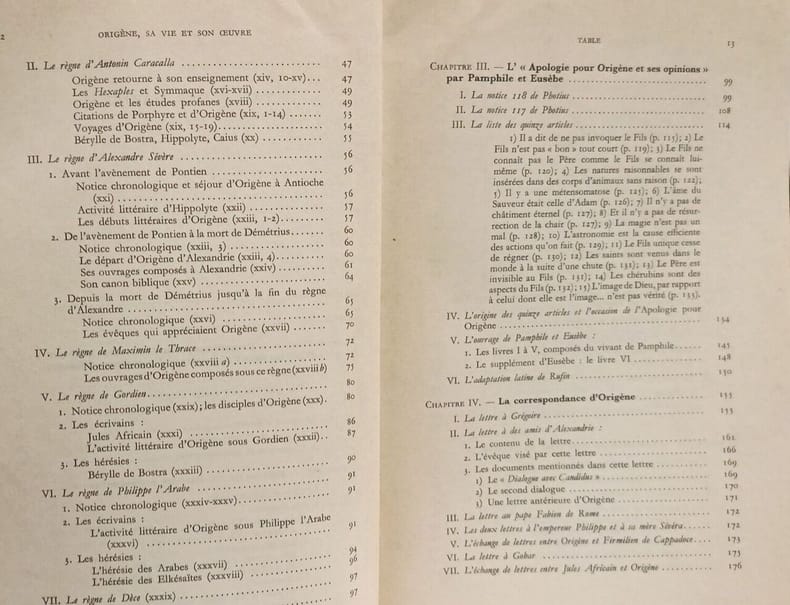 2
ORIGÈNE, SA VIE ET SON ŒUVRE
II. Le règne d'Antonin Caracalla 47
Origène retourne à son enseignement (xiv, 10-xv)... 47
Les Hexaples et Symmaque (xvi-xvii) 49
Origène et les études profanes (xviii) 49
Citations de Porphyre et d'Origène (xix, 1-14) 53
Voyages d'Origène (xix, 15-19) 54
Bérylle de Bostra, Hippolyte, Caius (xx) 55
III. Le règne d'Alexandre Sévère 56
1. Avant l'avènement de Pontien 56
Notice chronologique et séjour d'Origène à Antioche
(xxi) 56
Activité littéraire d'Hippolyte (xxii) 57
Les débuts littéraires d'Origène (xxiii, 1-2) 57
2. De l'avènement de Pontien à la mort de Démétrius 60
Notice chronologique (xxiii, 3) 60
Le départ d'Origène d'Alexandrie (xxiii, 4) 60
Ses ouvrages composés à Alexandrie (xxiv) 61
Son canon biblique (xxv) 64
3. Depuis la mort de Démétrius jusqu'à la fin du règne
d'Alexandre 65
Notice chronologique (xxvi) 65
Les évêques qui appréciaient Origène (xxvii) 70
IV. Le règne de Maximin le Thrace 72
Notice chronologique (xxviii a) 72
Les ouvrages d'Origène composés sous ce règne (xxviii b) 75
V. Le règne de Gordien 80
1. Notice chronologique (xxix); les disciples d'Origène (xxx). 80
2. Les écrivains :
Jules Africain (xxxi) 86
L'activité littéraire d'Origène sous Gordien (xxxii) 87
3. Les hérésies :
Bérylle de Bostra (xxxiii) 90
VI. Le règne de Philippe l'Arabe 91
1. Notice chronologique (xxxiv-xxxv) 91
2. Les écrivains :
L'activité littéraire d'Origène sous Philippe l'Arabe
(xxxvi) 91
3. Les hérésies :
L'hérésie des Arabes (xxxvii) 94
L'hérésie des Elkésaïtes (xxxviii) 96
VII. Le règne de Dèce (xxxix) 97
97
TABLE
13
CHAPITRE III. — L' « Apologie pour Origène et ses opinions »
par Pamphile et Eusèbe 99
I. La notice 118 de Photius 99
II. La notice 117 de Photius 108
III. La liste des quinze articles 114
1) Il a dit de ne pas invoquer le Fils (p. 115); 2) Le
Fils n'est pas « bon » tout court (p. 119); 3) Le Fils ne
connaît pas le Père comme le Fils se connaît lui-
même (p. 120); 4) Les natures raisonnables se sont
insérées dans des corps d'animaux sans raison (p. 122);
5) Il y a une métensomatose (p. 125); 6) L'âme du
Sauveur était celle d'Adam (p. 126); 7) Il n'y a pas de
châtiment éternel (p. 127); 8) Et il n'y a pas de résur-
rection de la chair (p. 127); 9) La magie n'est pas un
mal (p. 128); 10) L'astronomie est la cause efficiente
des actions qu'on fait (p. 129); 11) Le Fils unique cesse
de régner (p. 130); 12) Les saints sont venus dans le
monde à la suite d'une chute (p. 131); 13) Le Père est
invisible au Fils (p. 131); 14) Les chérubins sont des
aspects du Fils (p. 132); 15) L'image de Dieu, par rapport
à celui dont elle est l'image... n'est pas vérité (p. 133).
IV. L'origine des quinze articles et l'occasion de l'Apologie pour
Origène 134
V. L'ouvrage de Pamphile et Eusèbe :
1. Les livres I à V, composés du vivant de Pamphile 145
2. Le supplément d'Eusèbe : le livre VI 148
VI. L'adaptation latine de Rufin 150
CHAPITRE IV. — La correspondance d'Origène 155
I. La lettre à Grégoire 155
II. La lettre à des amis d'Alexandrie :
1. Le contenu de la lettre 161
2. L'évêque visé par cette lettre 166
3. Les documents mentionnés dans cette lettre 169
1) Le « Dialogue avec Candidus » 169
2) Le second dialogue 170
3) Une lettre antérieure d'Origène 171
III. La lettre au pape Fabien de Rome 172
IV. Les deux lettres à l'empereur Philippe et à sa mère Sévéra 172
V. L'échange de lettres entre Origène et Firmilien de Cappadoce 173
VI. La lettre à Gobar 175
VII. L'échange de lettres entre Jules Africain et Origène 176